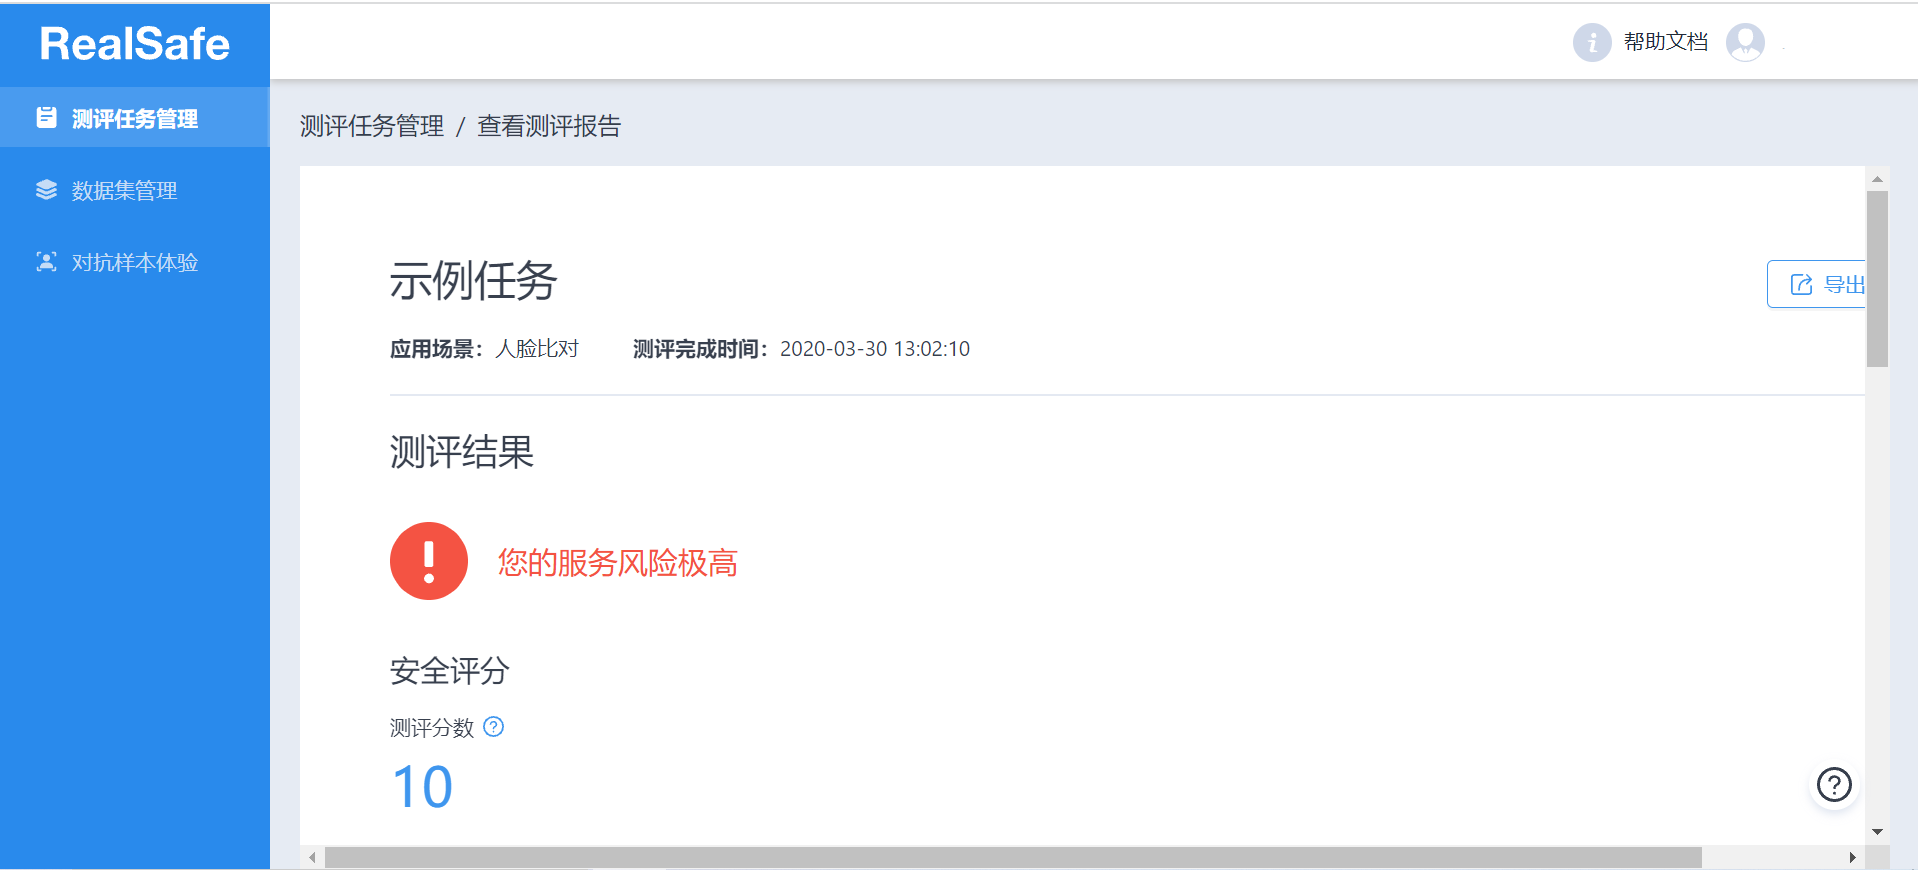 RealSafe
帮助文档
测评任务管理
数据集管理
对抗样本体验
测评任务管理 / 查看测评报告
示例任务
导出
应用场景：人脸比对 测评完成时间：2020-03-30 13:02:10
测评结果
您的服务风险极高
安全评分
测评分数
10